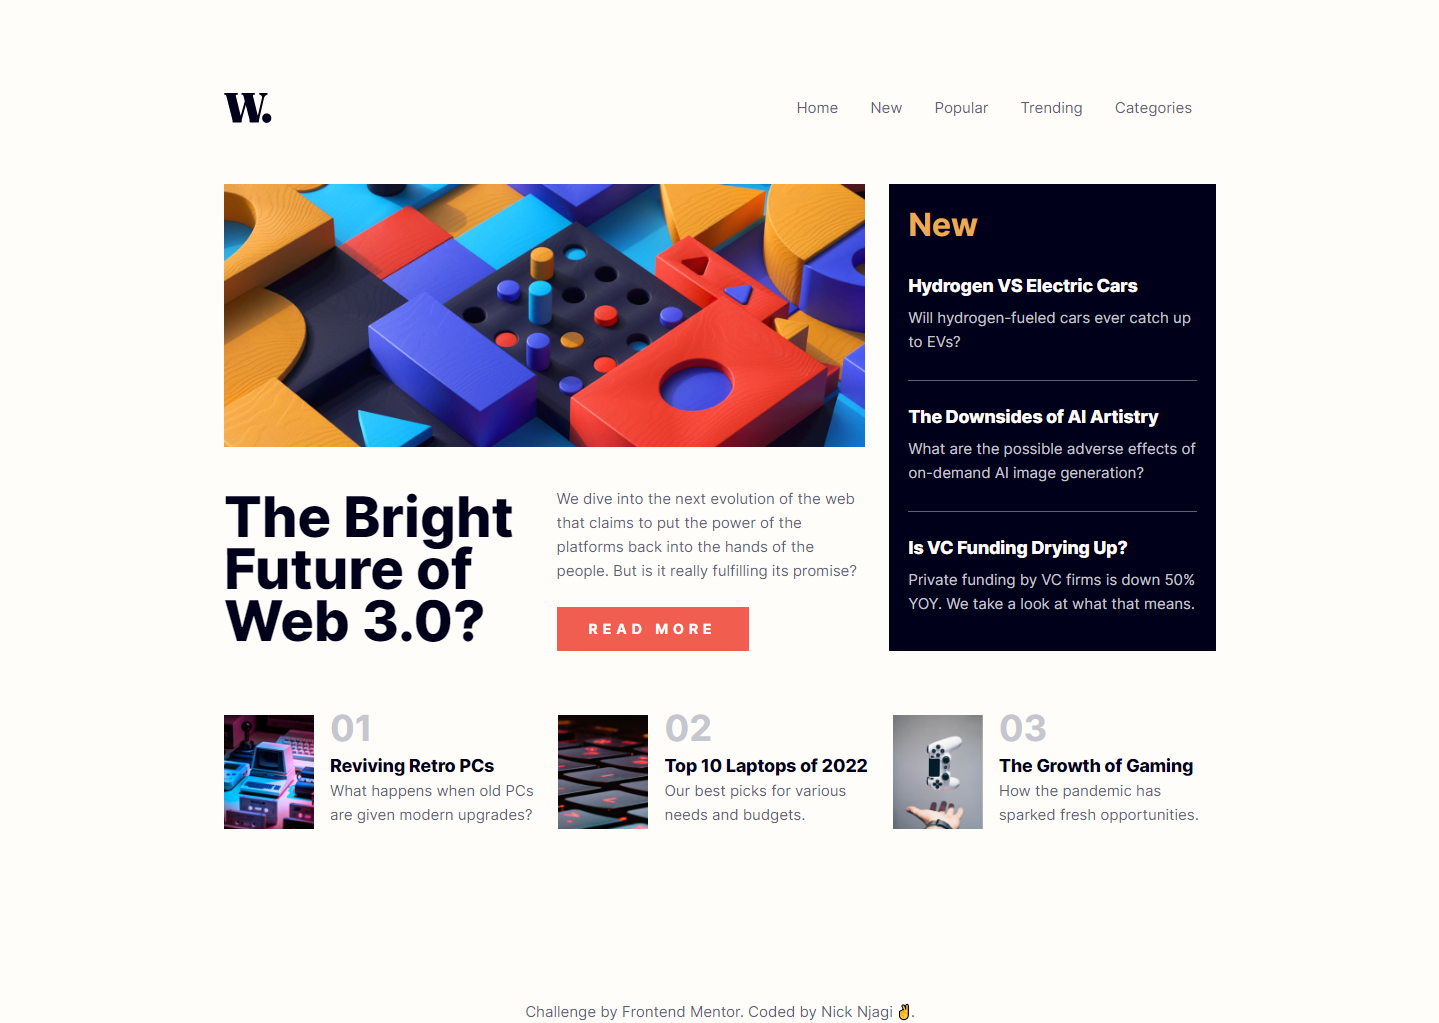 W.
Home New Popular Trending Categories
New
Hydrogen VS Electric Cars
Will hydrogen-fueled cars ever catch up
to EVs?
The Downsides of AI Artistry
What are the possible adverse effects of
on-demand AI image generation?
Is VC Funding Drying Up?
Private funding by VC firms is down 50%
YOY. We take a look at what that means.
The Bright
Future of
Web 3.0?
We dive into the next evolution of the web
that claims to put the power of the
platforms back into the hands of the
people. But is it really fulfilling its promise?
READ MORE
01
Reviving Retro PCs
What happens when old PCs
are given modern upgrades?
02
Top 10 Laptops of 2022
Our best picks for various
needs and budgets.
03
The Growth of Gaming
How the pandemic has
sparked fresh opportunities.
Challenge by Frontend Mentor. Coded by Nick Njagi ✌️.